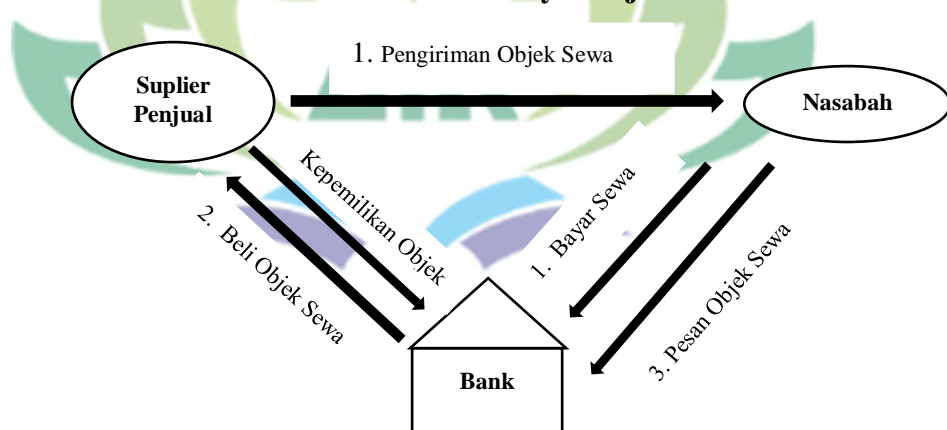 1. Pengiriman Objek Sewa
Suplier
Penjual
Nasabah
Kepemilikan Objek
2. Beli Objek Sewa
1. Bayar Sewa
3. Pesan Objek Sewa
Bank